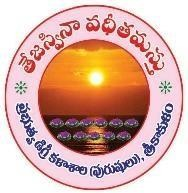 తేజస్వినా వధీతమస్తు
ప్రభుత్వ డిగ్రీ కళాశాల (పురుషులు), శ్రీకాకుళం